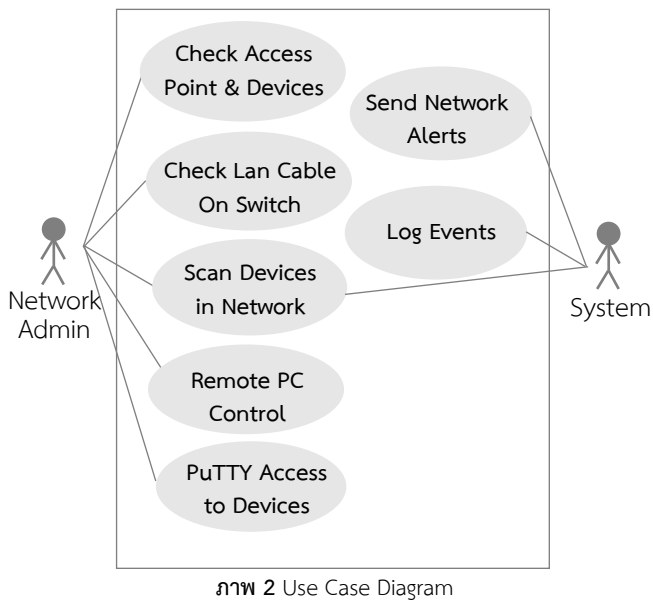 Check Access
Point & Devices
Send Network
Alerts
Check Lan Cable
On Switch
Log Events
Scan Devices
in Network
Network
Admin
System
Remote PC
Control
PuTTY Access
to Devices
ภาพ 2 Use Case Diagram